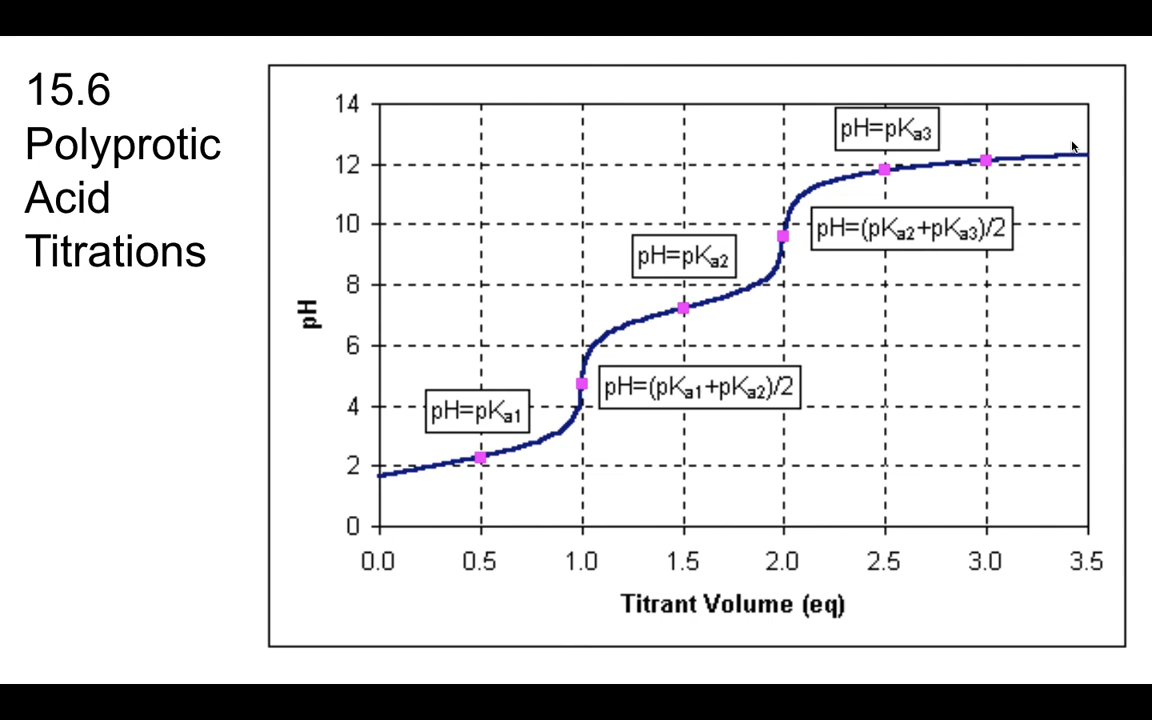 15.6
Polyprotic
Acid
Titrations
14
12
10
8
6
4
2
0
pH
pH=pKa3
pH=(pKa2+pKa3)/2
pH=pKa2
pH=(pKa1+pKa2)/2
pH=pKa1
0.0 0.5 1.0 1.5 2.0 2.5 3.0 3.5
Titrant Volume (eq)